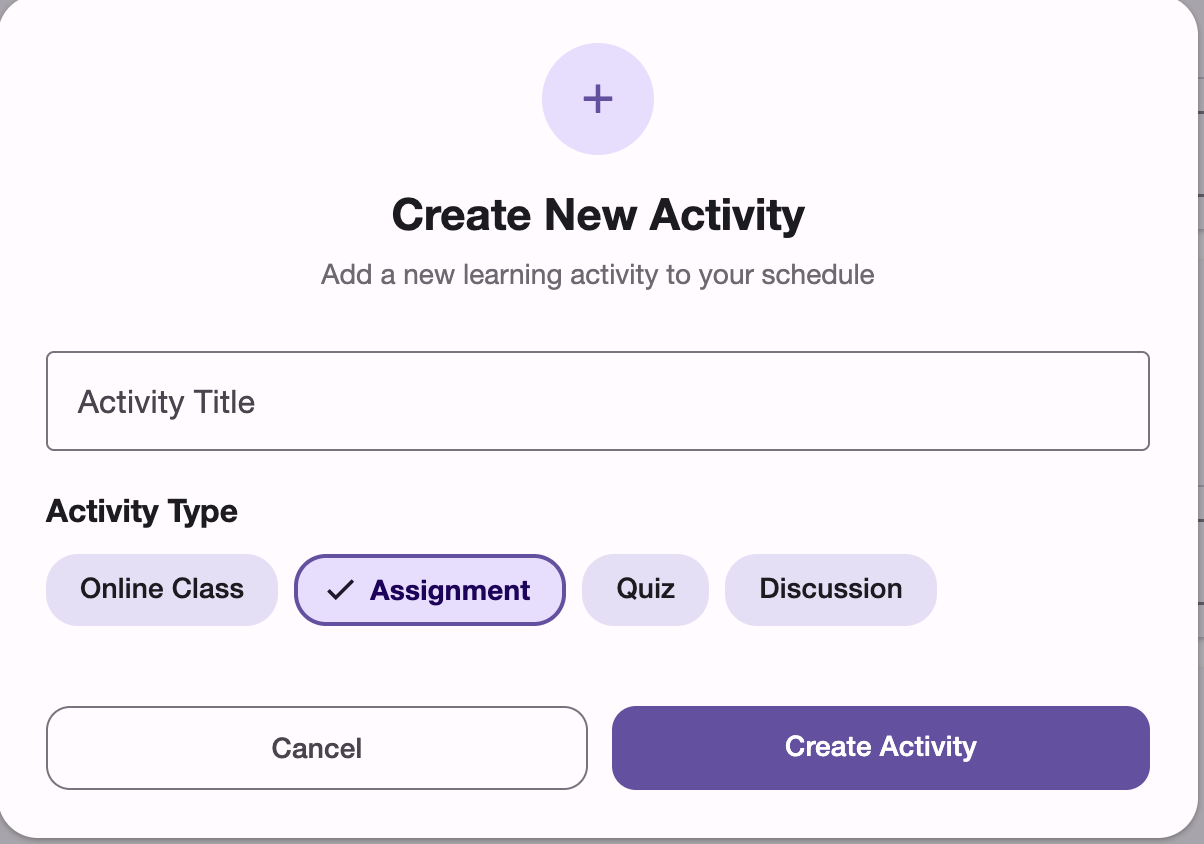 +
Create New Activity
Add a new learning activity to your schedule
Activity Title
Activity Type
Online Class
Assignment
Quiz
Discussion
Cancel
Create Activity